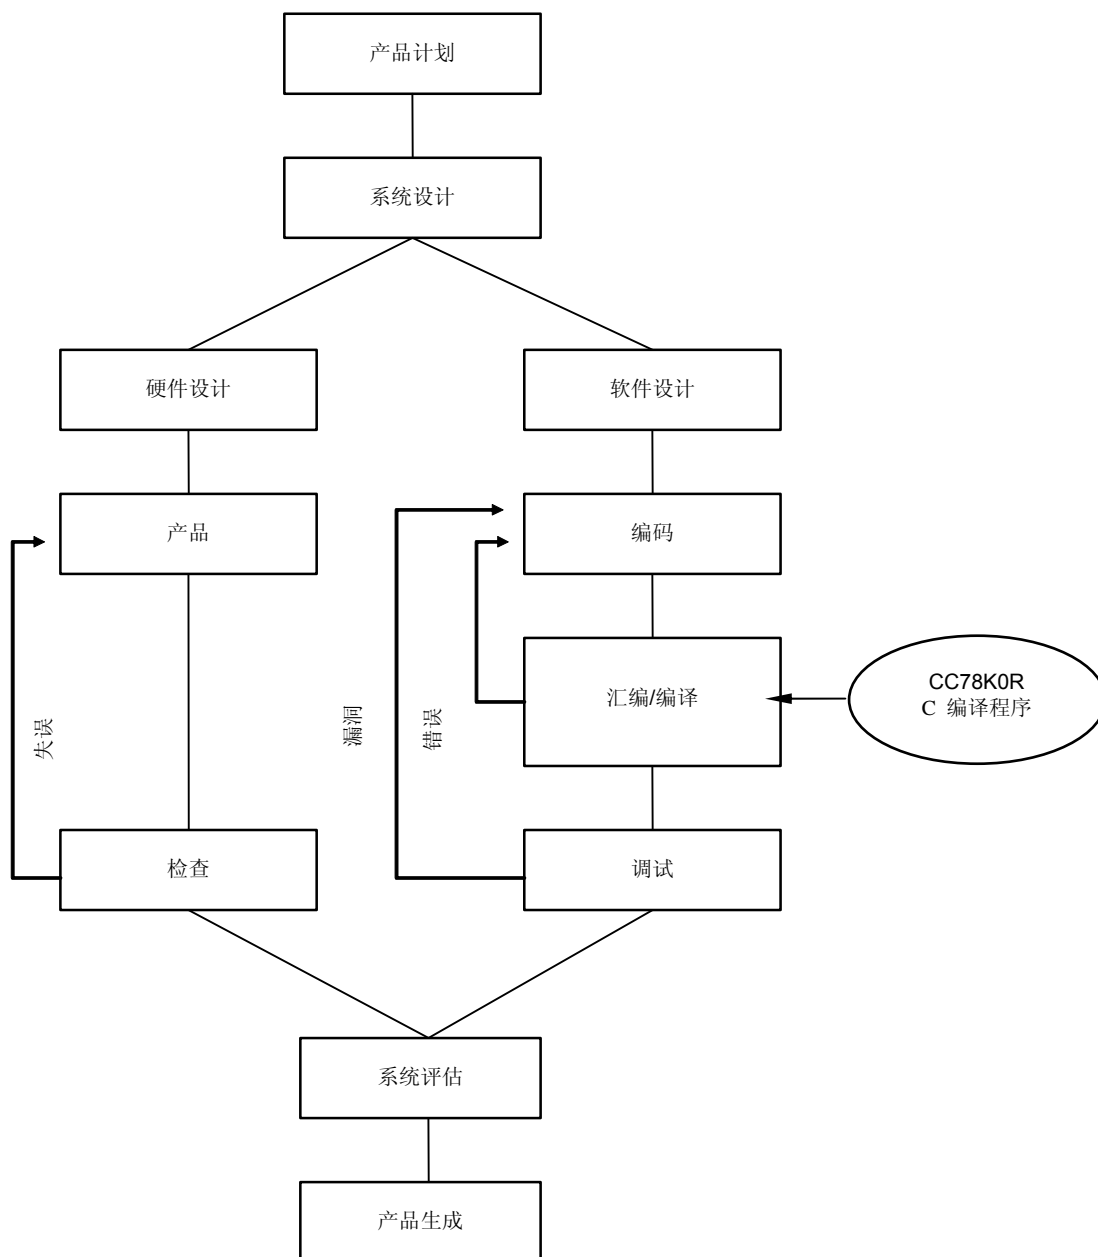 产品计划
系统设计
硬件设计
软件设计
产品
编码
汇编/编译
CC78K0R
C 编译程序
失误
漏洞
错误
检查
调试
系统评估
产品生成